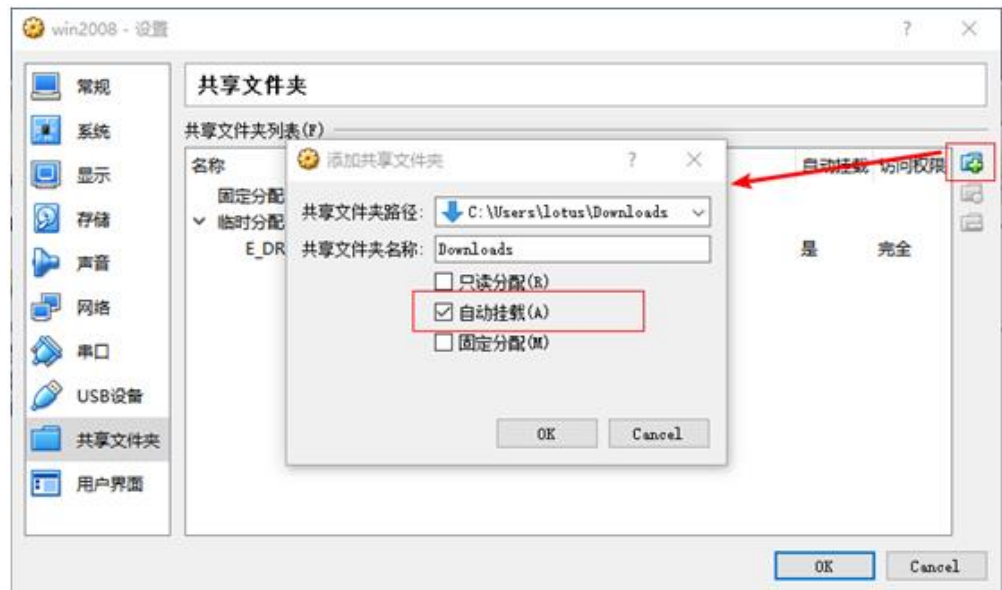 win2008 - 设置
?
常规
系统
显示
存储
声音
网络
串口
USB设备
共享文件夹
用户界面
共享文件夹
共享文件夹列表(F)
名称
自动挂载 访问权限
固定分配
临时分配
E_DR
是 完全
添加共享文件夹
?
共享文件夹路径: C:\Users\lotus\Downloads
共享文件夹名称: Downloads
只读分配(R)
自动挂载(A)
固定分配(M)
OK Cancel
OK Cancel